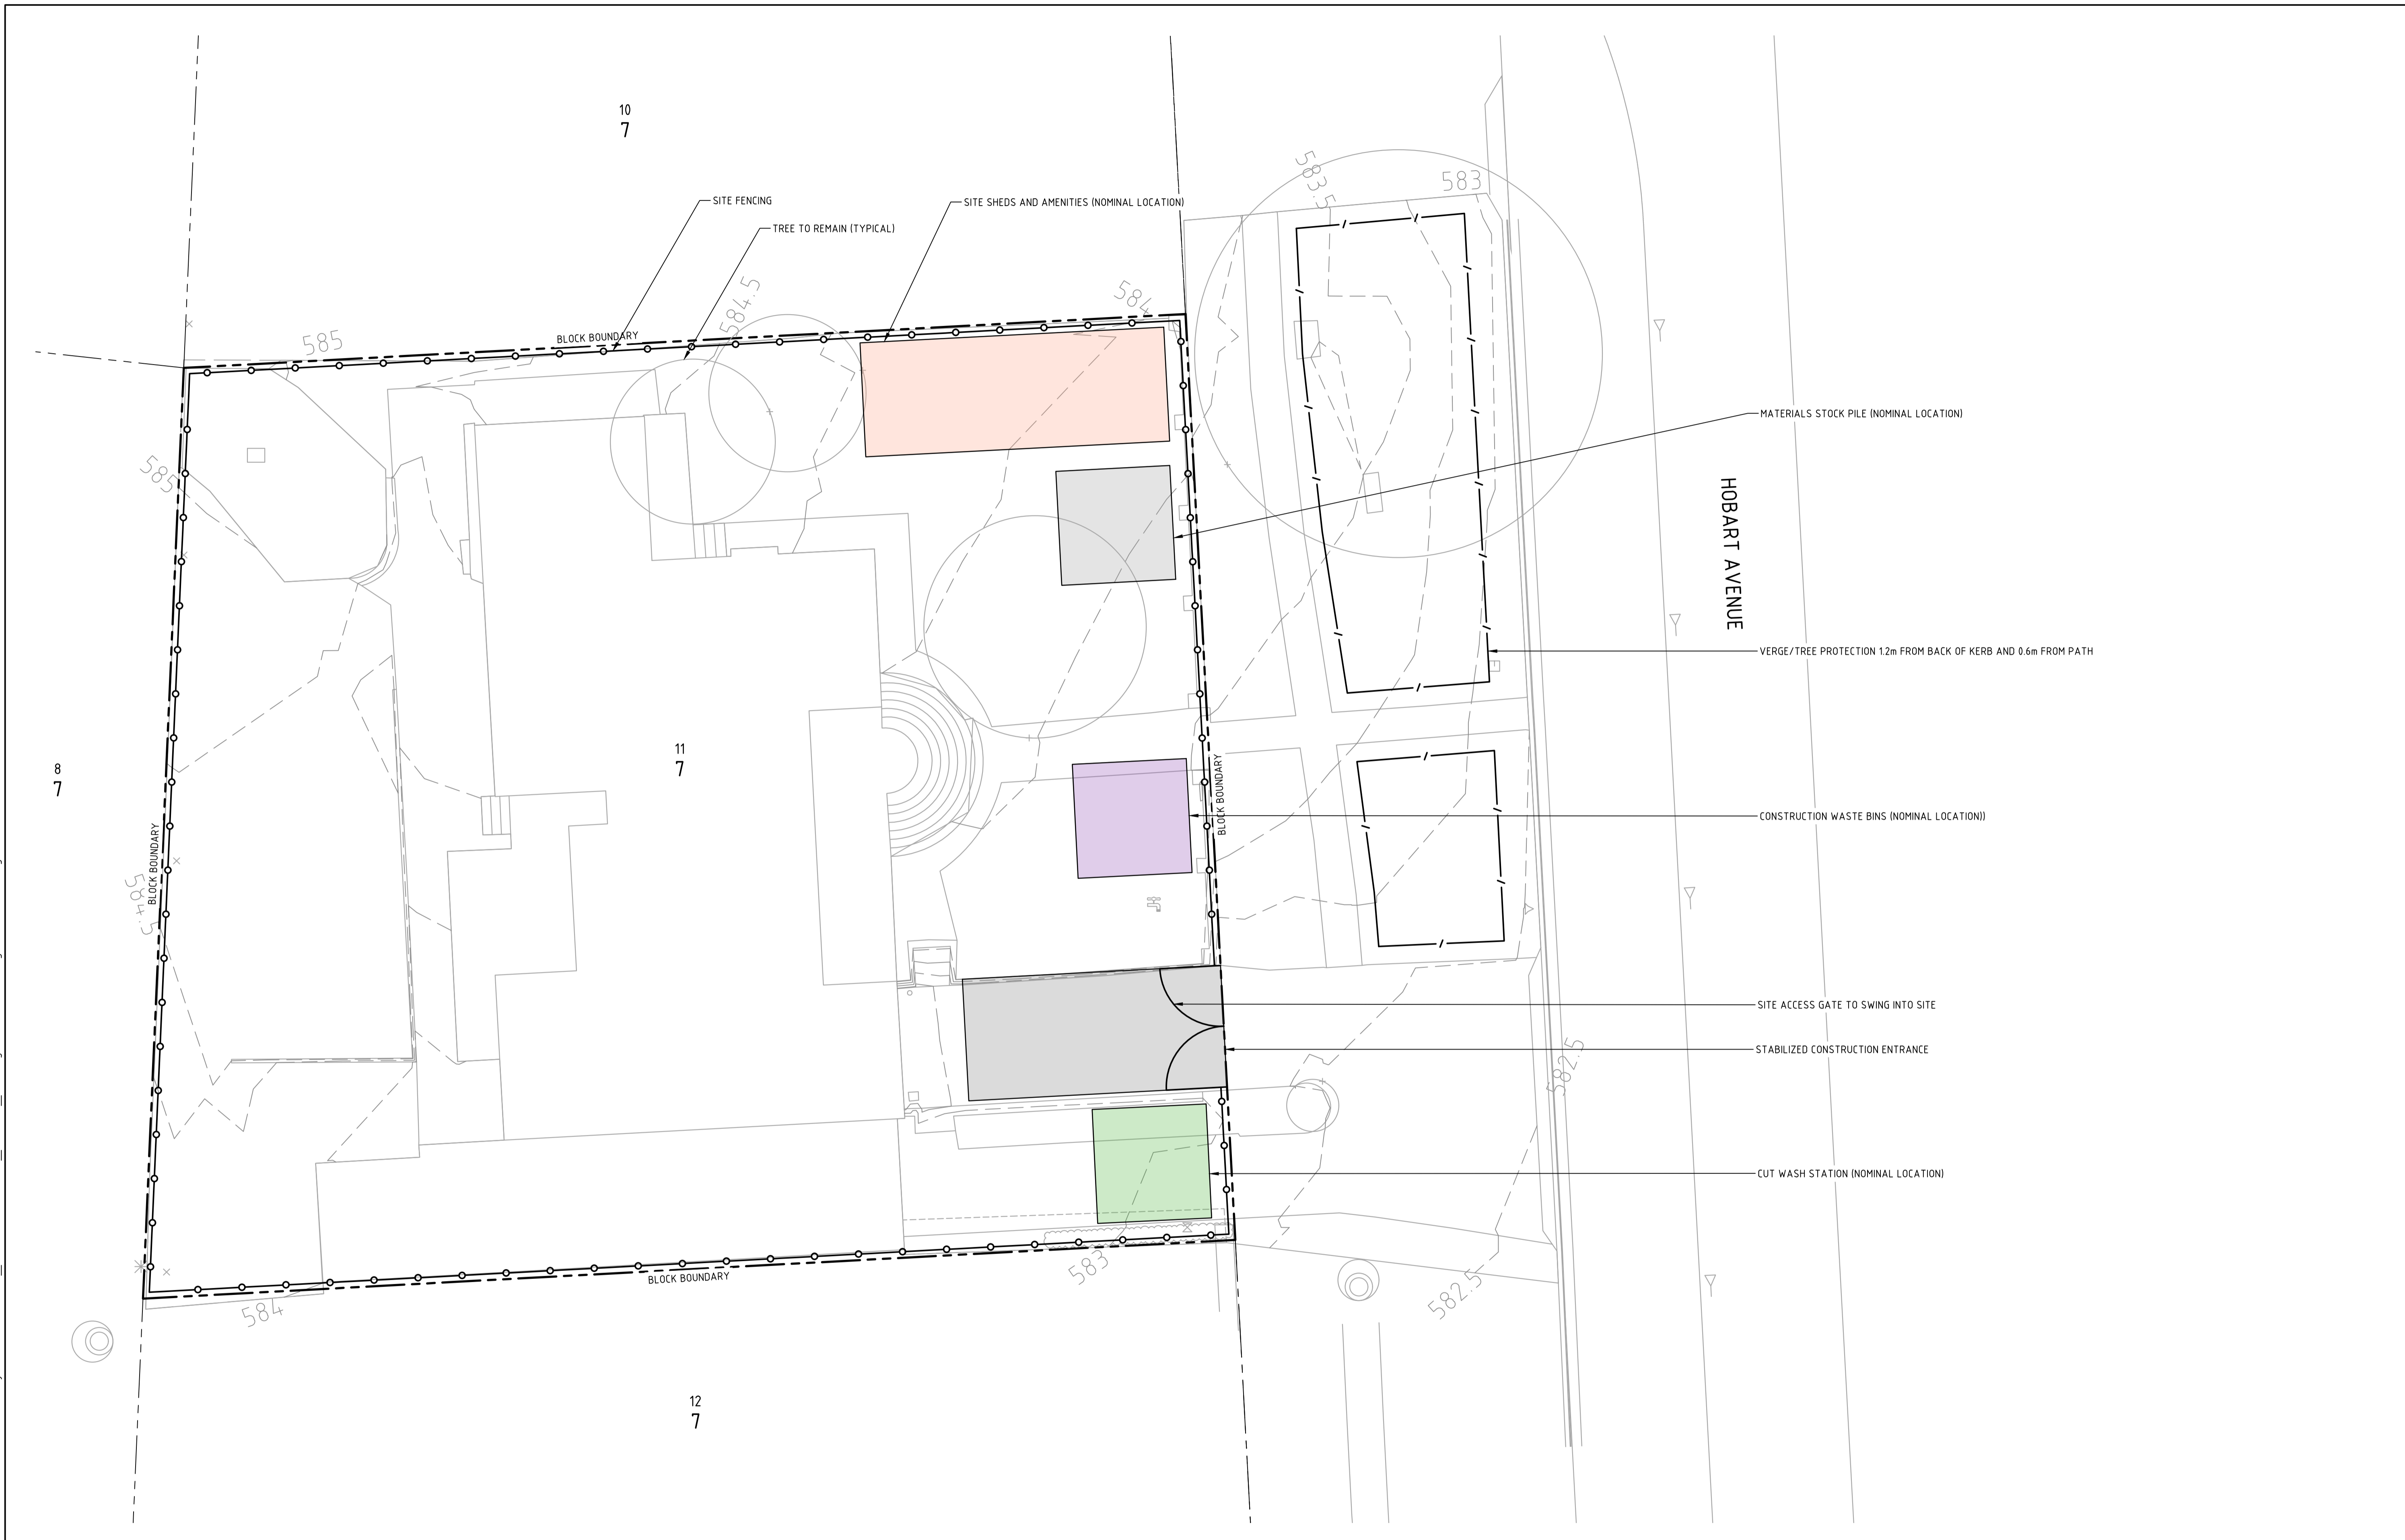 10
7
583.5
583
SITE FENCING
SITE SHEDS AND AMENITIES (NOMINAL LOCATION)
TREE TO REMAIN (TYPICAL)
584.5
584
585
BLOCK BOUNDARY
MATERIALS STOCK PILE (NOMINAL LOCATION)
585
HOBART AVENUE
VERGE/TREE PROTECTION 1.2m FROM BACK OF KERB AND 0.6m FROM PATH
11
7
8
7
BLOCK BOUNDARY
CONSTRUCTION WASTE BINS (NOMINAL LOCATION))
BLOCK BOUNDARY
584.5
SITE ACCESS GATE TO SWING INTO SITE
STABILIZED CONSTRUCTION ENTRANCE
582.5
CUT WASH STATION (NOMINAL LOCATION)
BLOCK BOUNDARY
583
582.5
584
12
7